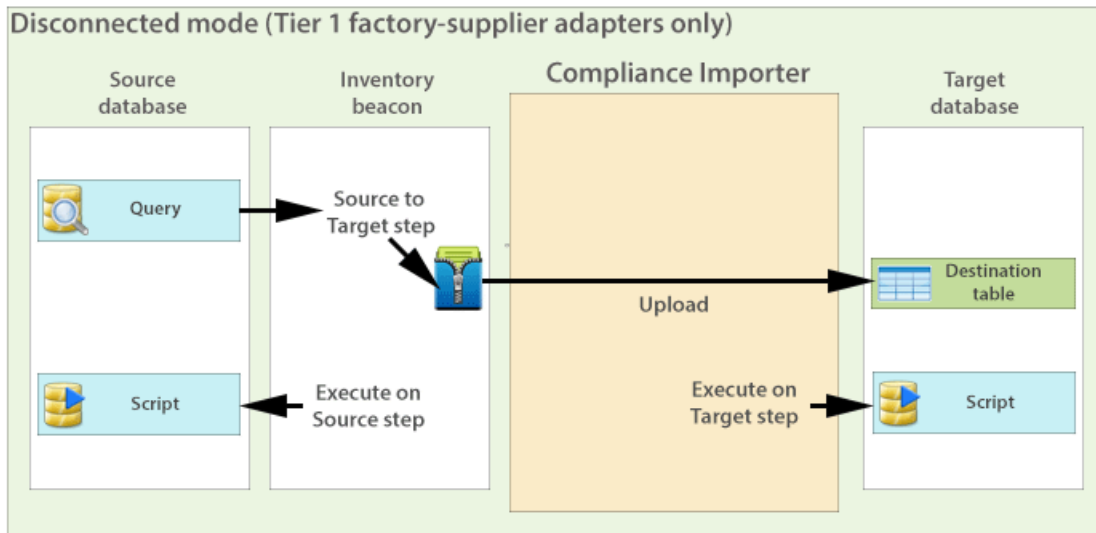 Disconnected mode (Tier 1 factory-supplier adapters only)
Source
database
Inventory
beacon
Compliance Importer
Target
database
Query
Source to
Target step
Upload
Destination
table
Script
Execute on
Source step
Execute on
Target step
Script